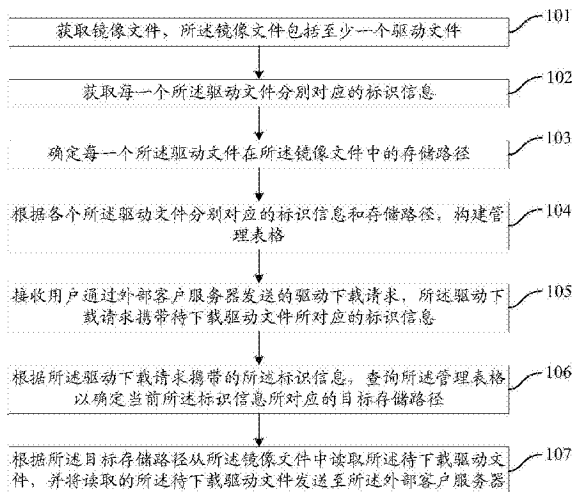 获取镜像文件、所述镜像文件包括至少一个驱动文件
101
获取每一个所述驱动文件分别对应的标识信息
102
确定每一个所述驱动文件在所述镜像文件中的存储路径
103
根据各个所述驱动文件分别对应的标识信息和存储路径，构建管
理表格
104
接收用户通过外部客户服务器发送的驱动下载请求，所述驱动下
载请求携带待下载驱动文件所对应的标识信息
105
根据所述驱动下载请求携带的所述标识信息，查询所述管理表格
以确定当前所述标识信息所对应的目标存储路径
106
根据所述目标存储路径从所述镜像文件中读取所述待下载驱动文
件，并将读取的所述待下载驱动文件发送至所述外部客户服务器
107